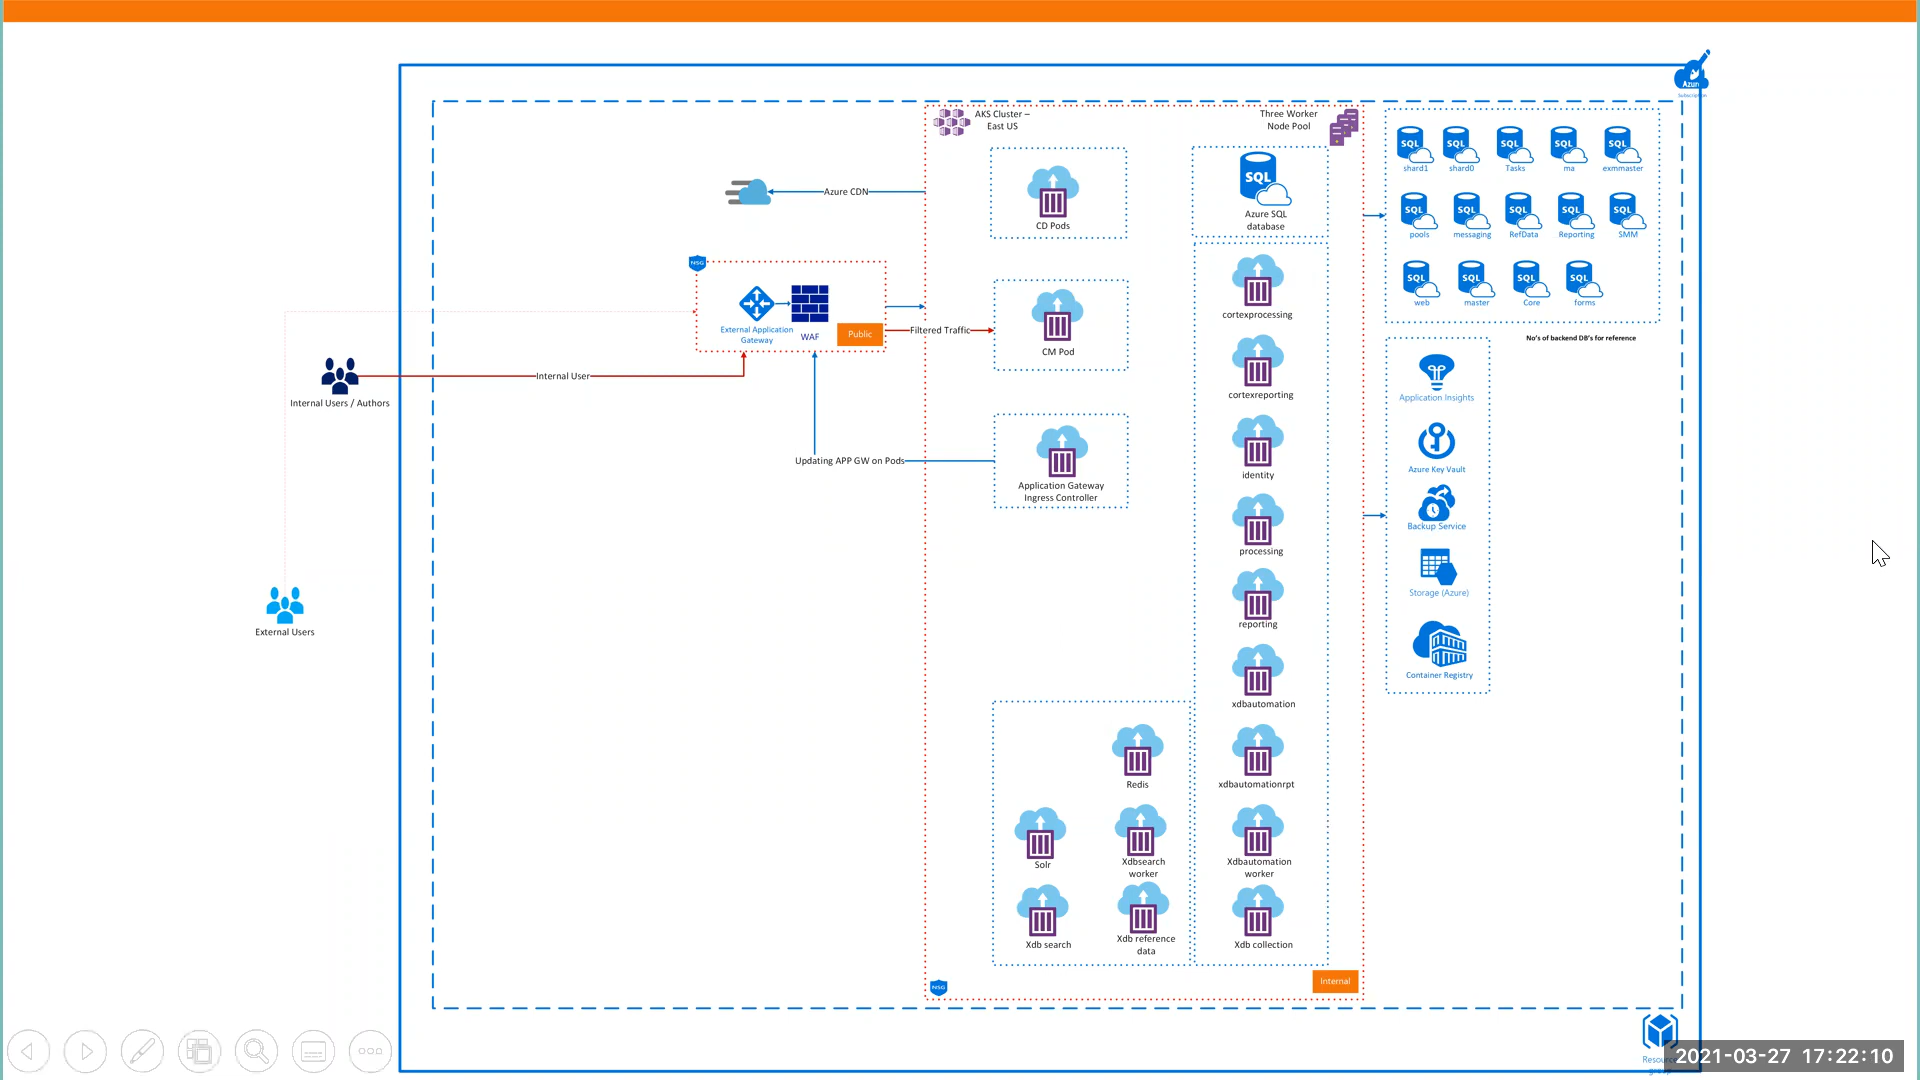 Azure
Subscription
AKS Cluster –
East US
Three Worker
Node Pool
SQL
SQL
SQL
SQL
SQL
shard1
shard0
Tasks
ma
exmmaster
Azure CDN
CD Pods
SQL
Azure SQL
database
SQL
SQL
SQL
SQL
SQL
pools
messaging
RefData
Reporting
SMM
NSG
External Application
Gateway
WAF
Public
Filtered Traffic
CM Pod
cortexprocessing
SQL
SQL
SQL
SQL
web
master
Core
forms
No's of backend DB's for reference
Internal User
Internal Users / Authors
cortexreporting
Application Insights
Updating APP GW on Pods
Application Gateway
Ingress Controller
identity
Azure Key Vault
processing
Backup Service
Storage (Azure)
External Users
reporting
Container Registry
xdbautomation
Redis
xdbautomationrpt
Solr
Xdbsearch
worker
Xdbautomation
worker
Xdb search
Xdb reference
data
Xdb collection
NSG
Internal
2021-03-27 17:22:10